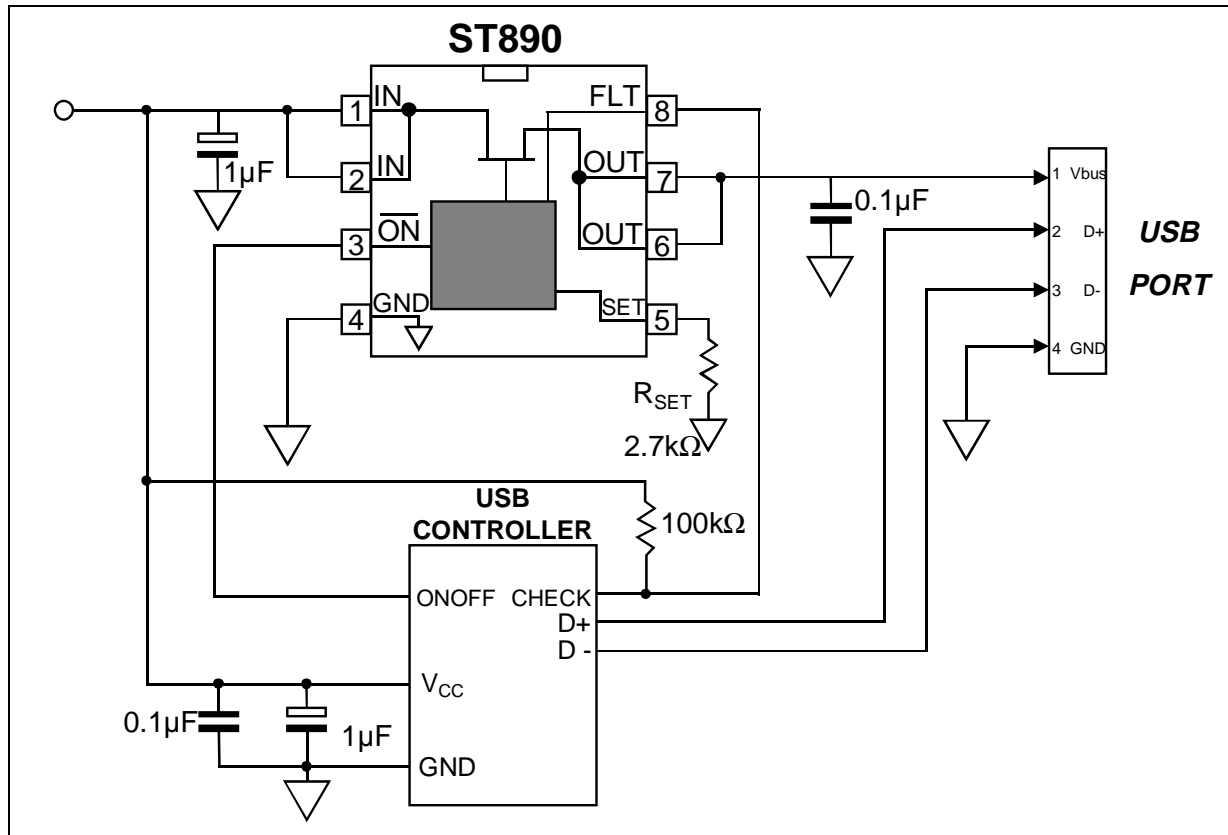 ST890
1 IN
2 IN
3 ON
4 GND
FLT 8
OUT 7
OUT 6
SET 5
1µF
0.1µF
RSET
2.7kΩ
1 Vbus
2 D+
3 D-
4 GND
USB
PORT
USB
CONTROLLER
100kΩ
ONOFF
CHECK
D+
D -
VCC
GND
0.1µF
1µF